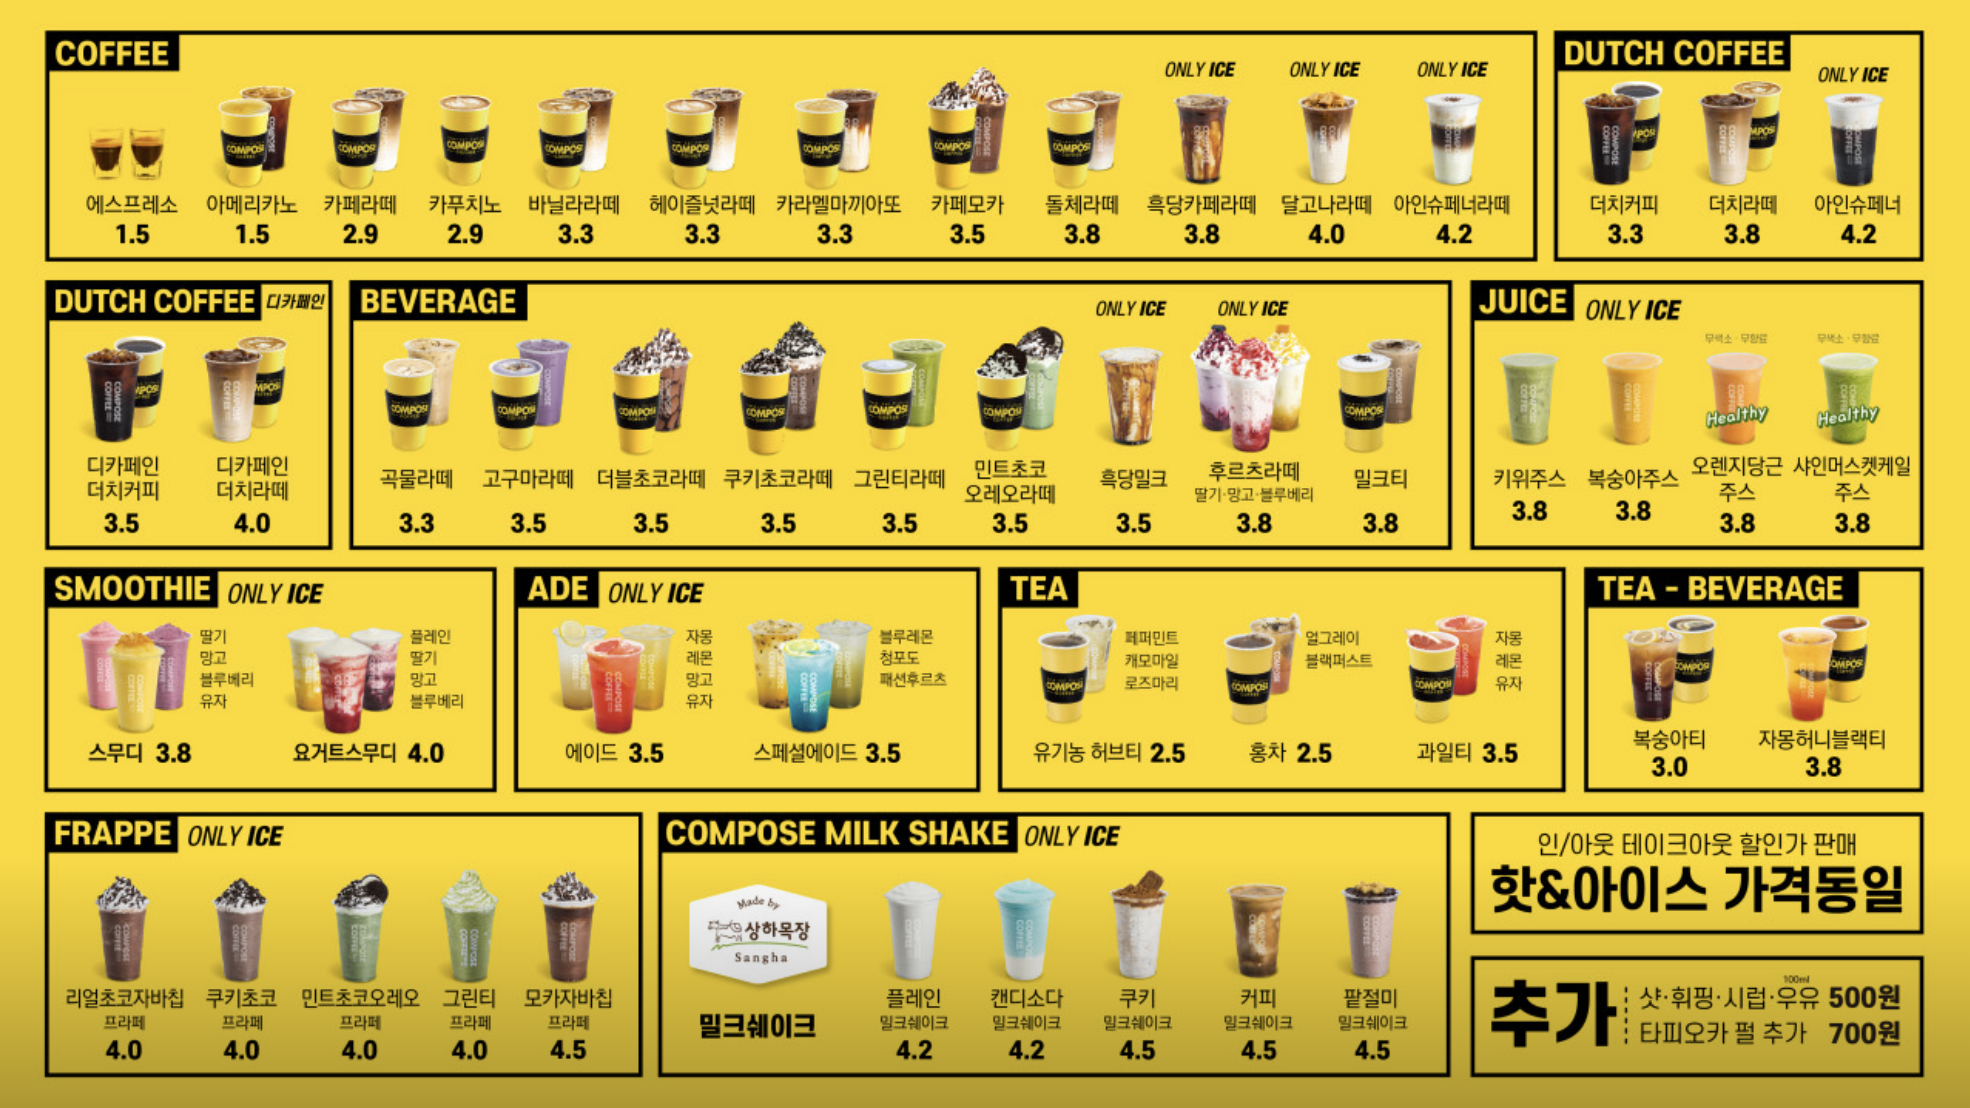 COFFEE
ONLY ICE
ONLY ICE
ONLY ICE
에스프레소
1.5
아메리카노
1.5
카페라떼
2.9
카푸치노
2.9
바닐라라떼
3.3
헤이즐넛라떼
3.3
카라멜마끼아또
3.3
카페모카
3.5
돌체라떼
3.8
흑당카페라떼
3.8
달고나라떼
4.0
아인슈페너라떼
4.2
DUTCH COFFEE
ONLY ICE
더치커피
3.3
더치라떼
3.8
아인슈페너
4.2
DUTCH COFFEE 디카페인
디카페인
더치커피
3.5
디카페인
더치라떼
4.0
BEVERAGE
ONLY ICE
ONLY ICE
곡물라떼
3.3
고구마라떼
3.5
더블초코라떼
3.5
쿠키초코라떼
3.5
그린티라떼
3.5
민트초코
오레오라떼
3.5
흑당밀크
3.5
후르츠라떼
딸기·망고·블루베리
3.8
밀크티
3.8
JUICE ONLY ICE
무색소·무향료
무색소·무향료
Healthy
Healthy
키위주스
3.8
복숭아주스
3.8
오렌지당근
주스
3.8
샤인머스켓케일
주스
3.8
SMOOTHIE ONLY ICE
딸기
망고
블루베리
유자
스무디 3.8
플레인
딸기
망고
블루베리
요거트스무디 4.0
ADE ONLY ICE
자몽
레몬
망고
유자
에이드 3.5
블루레몬
청포도
패션후르츠
스페셜에이드 3.5
TEA
페퍼민트
캐모마일
로즈마리
유기농 허브티 2.5
얼그레이
블랙퍼스트
홍차 2.5
자몽
레몬
유자
과일티 3.5
TEA - BEVERAGE
복숭아티
3.0
자몽허니블랙티
3.8
FRAPPE ONLY ICE
리얼초코자바칩
프라페
4.0
쿠키초코
프라페
4.0
민트초코오레오
프라페
4.0
그린티
프라페
4.0
모카자바칩
프라페
4.5
COMPOSE MILK SHAKE ONLY ICE
Made by
상하목장
Sangha
밀크쉐이크
플레인
밀크쉐이크
4.2
캔디소다
밀크쉐이크
4.2
쿠키
밀크쉐이크
4.5
커피
밀크쉐이크
4.5
팥절미
밀크쉐이크
4.5
인/아웃 테이크아웃 할인가 판매
핫&아이스 가격동일
추가
100ml
샷·휘핑·시럽·우유 500원
타피오카 펄 추가 700원